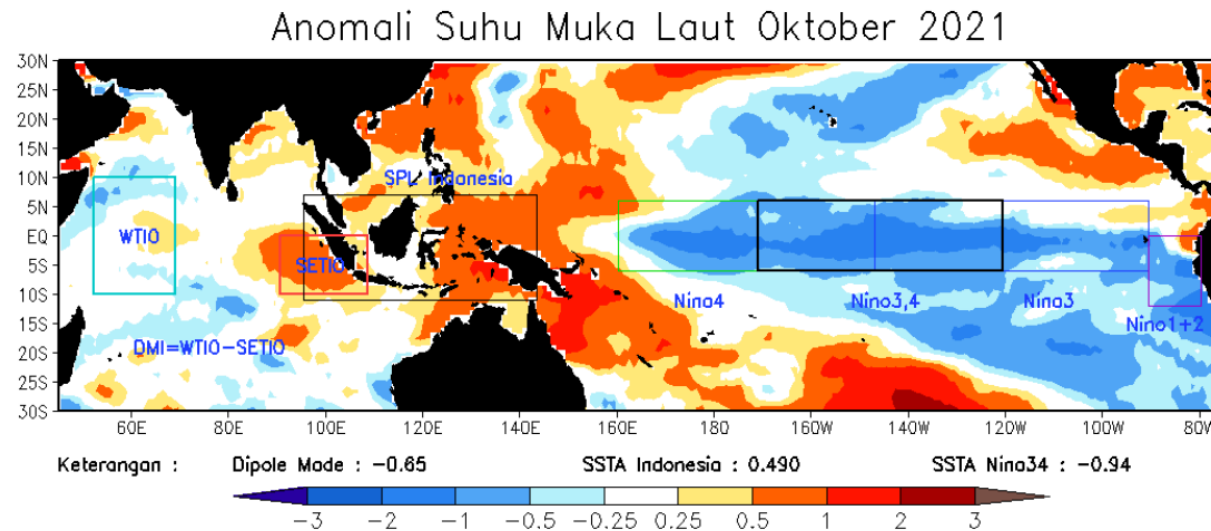 Anomali Suhu Muka Laut Oktober 2021
30N
25N
20N
15N
10N
5N
EQ
5S
10S
15S
20S
25S
30S
SPL Indonesia
WTIO
SETIO
Nino4
Nino3,4
Nino3
Nino1+2
DMI=WTIO-SETIO
60E 80E 100E 120E 140E 160E 180 160W 140W 120W 100W 80W
Keterangan : Dipole Mode : -0.65 SSTA Indonesia : 0.490 SSTA Nino34 : -0.94
-3 -2 -1 -0.5 -0.25 0.25 0.5 1 2 3